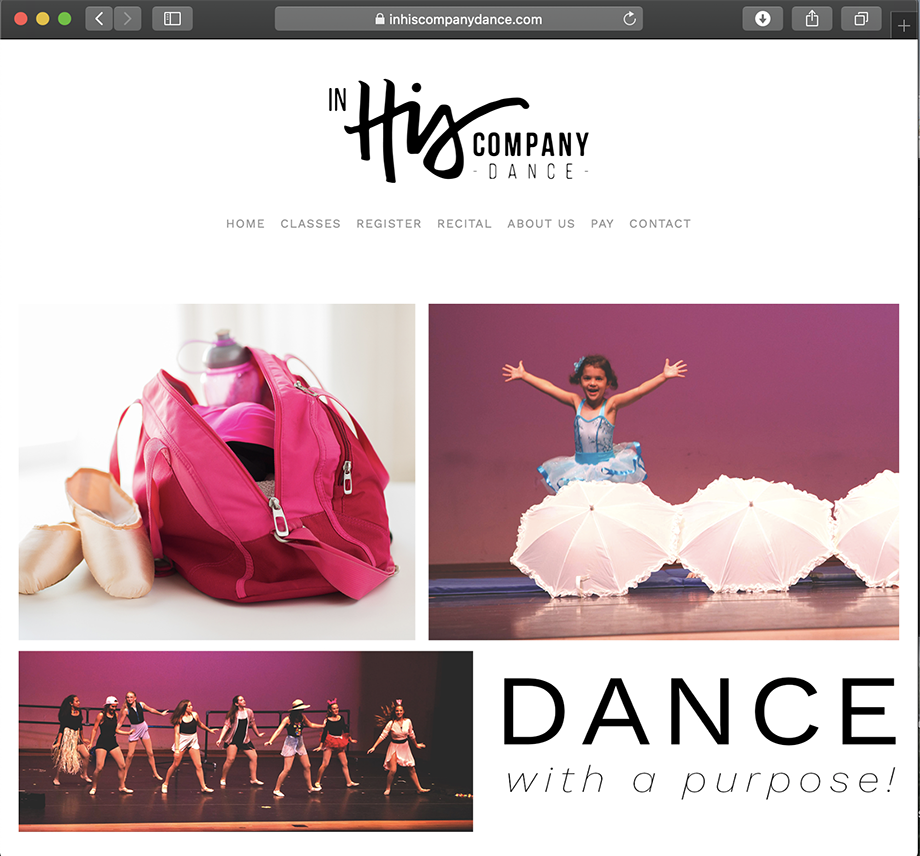 inhiscompanydance.com
IN His COMPANY
- DANCE -
HOME CLASSES REGISTER RECITAL ABOUT US PAY CONTACT
DANCE
with a purpose!